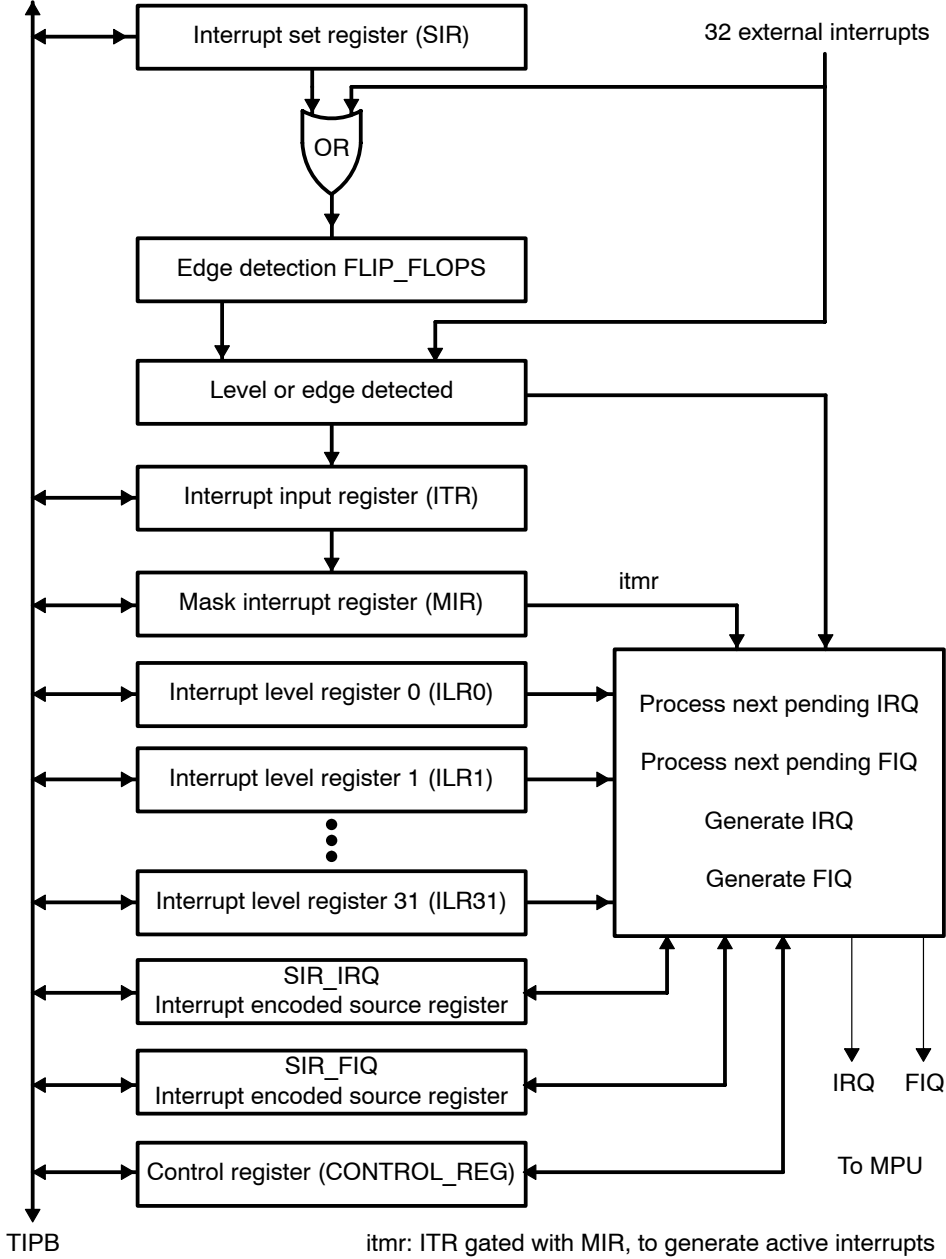 Interrupt set register (SIR)
32 external interrupts
OR
Edge detection FLIP_FLOPS
Level or edge detected
Interrupt input register (ITR)
Mask interrupt register (MIR)
itmr
Interrupt level register 0 (ILR0)
Interrupt level register 1 (ILR1)
Interrupt level register 31 (ILR31)
Process next pending IRQ
Process next pending FIQ
Generate IRQ
Generate FIQ
SIR_IRQ
Interrupt encoded source register
SIR_FIQ
Interrupt encoded source register
IRQ
FIQ
Control register (CONTROL_REG)
To MPU
TIPB
itmr: ITR gated with MIR, to generate active interrupts